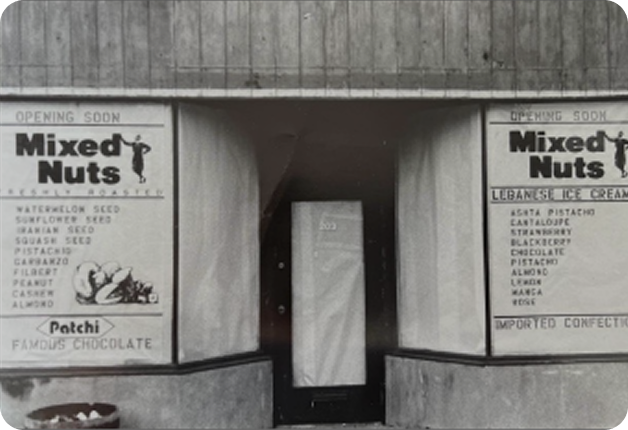 OPENING SOON
Mixed
Nuts
FRESHLY ROASTED
WATERMELON SEED
SUNFLOWER SEED
IRANIAN SEED
SQUASH SEED
PISTACHIO
GARBANZO
FILBERT
PEANUT
CASHEW
ALMOND
Patchi
FAMOUS CHOCOLATE
OPENING SOON
Mixed
Nuts
LEBANESE ICE CREAM
ASHTA PISTACHO
CANTALOUPE
STRAWBERRY
BLACKBERRY
CHOCOLATE
PISTACHO
ALMOND
LEMON
MANGA
ROSE
IMPORTED CONFECTIO